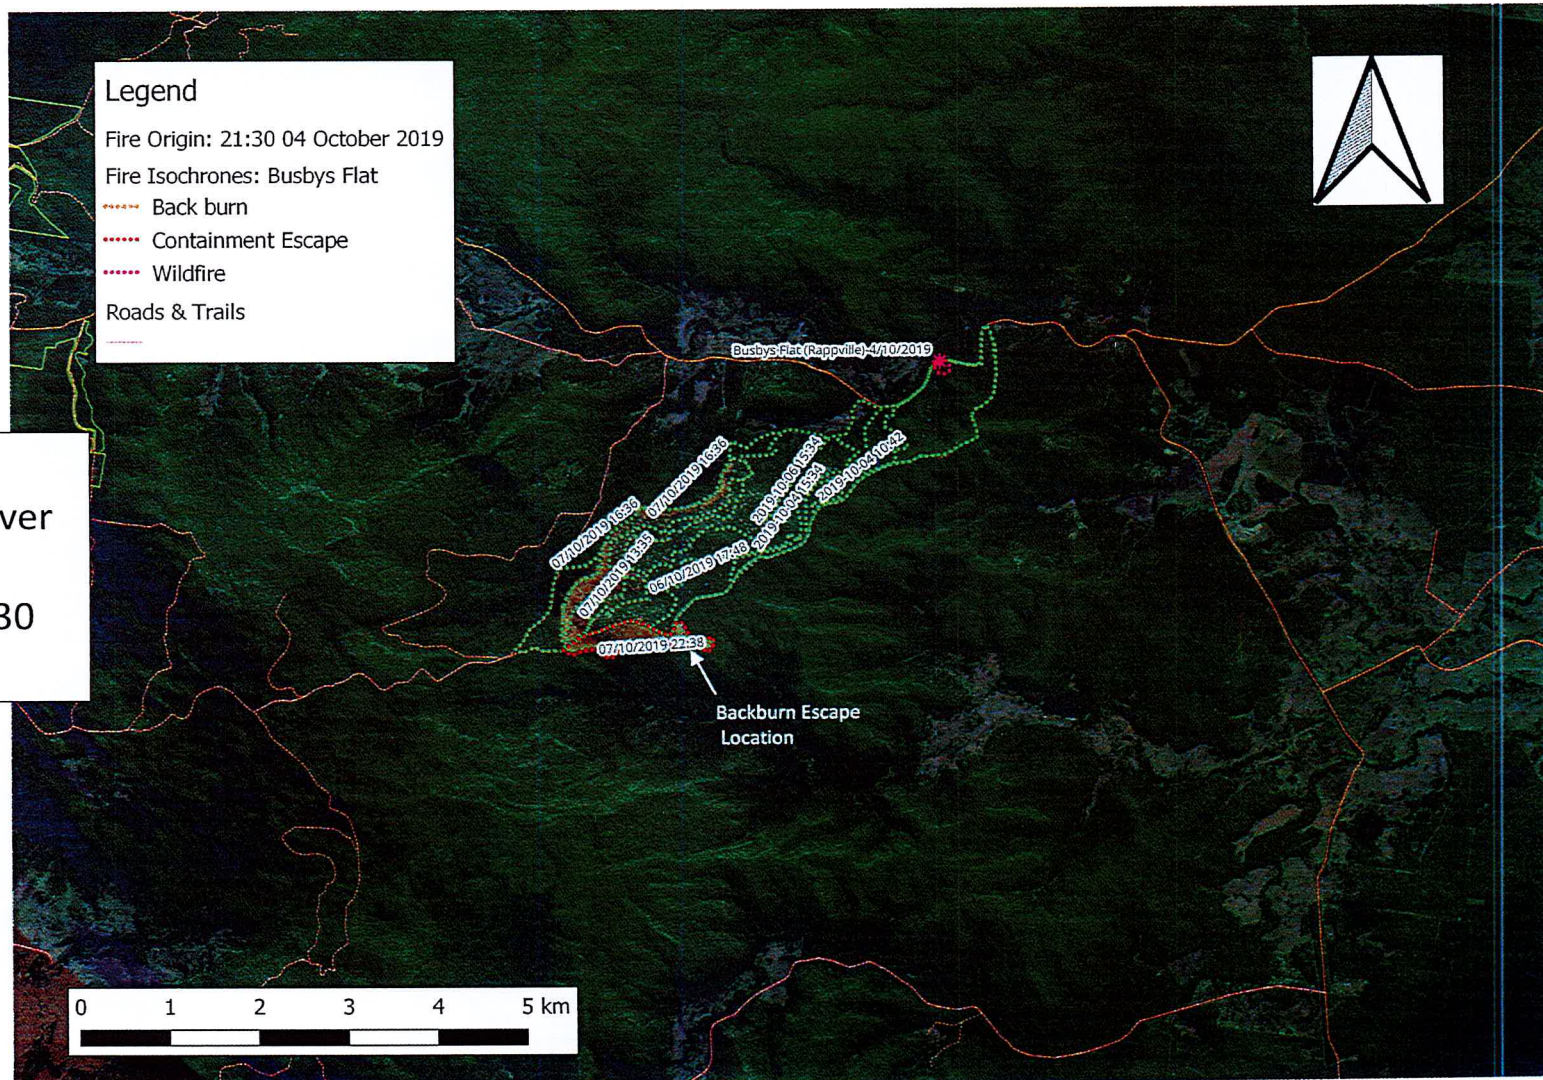 Legend
Fire Origin: 21:30 04 October 2019
Fire Isochrones: Busbys Flat
Back burn
Containment Escape
Wildfire
Roads & Trails
Busbys Flat (Rappville)-4/10/2019
07/10/2019 16:36
2019-10-06 15:34
2019-10-04 10:42
ver
07/10/2019 16:36
2019-10-04 15:34
07/10/2019 13:35
06/10/2019 17:48
30
07/10/2019 22:38
Backburn Escape
Location
0 1 2 3 4 5 km